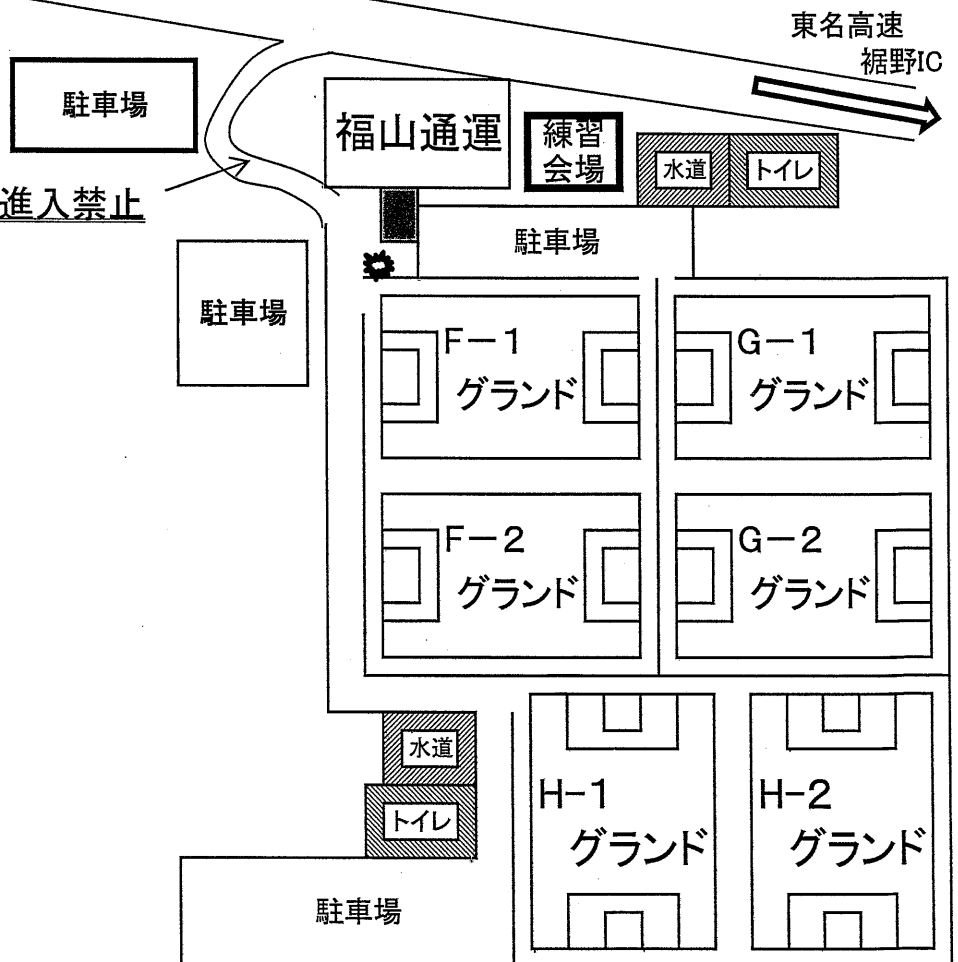 東名高速
裾野IC
駐車場
福山通運
練習
会場
水道
トイレ
進入禁止
駐車場
駐車場
F－1
グランド
G－1
グランド
F－2
グランド
G－2
グランド
水道
トイレ
H-1
グランド
H-2
グランド
駐車場